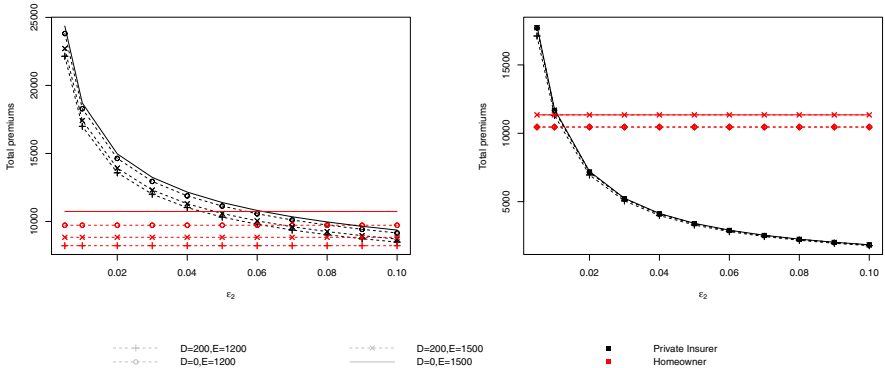 25000
20000
15000
10000
Total premiums
0.02 0.04 0.06 0.08 0.10
ε2
15000
10000
5000
Total premiums
0.02 0.04 0.06 0.08 0.10
ε2
D=200,E=1200
D=0,E=1200
D=200,E=1500
D=0,E=1500
Private Insurer
Homeowner